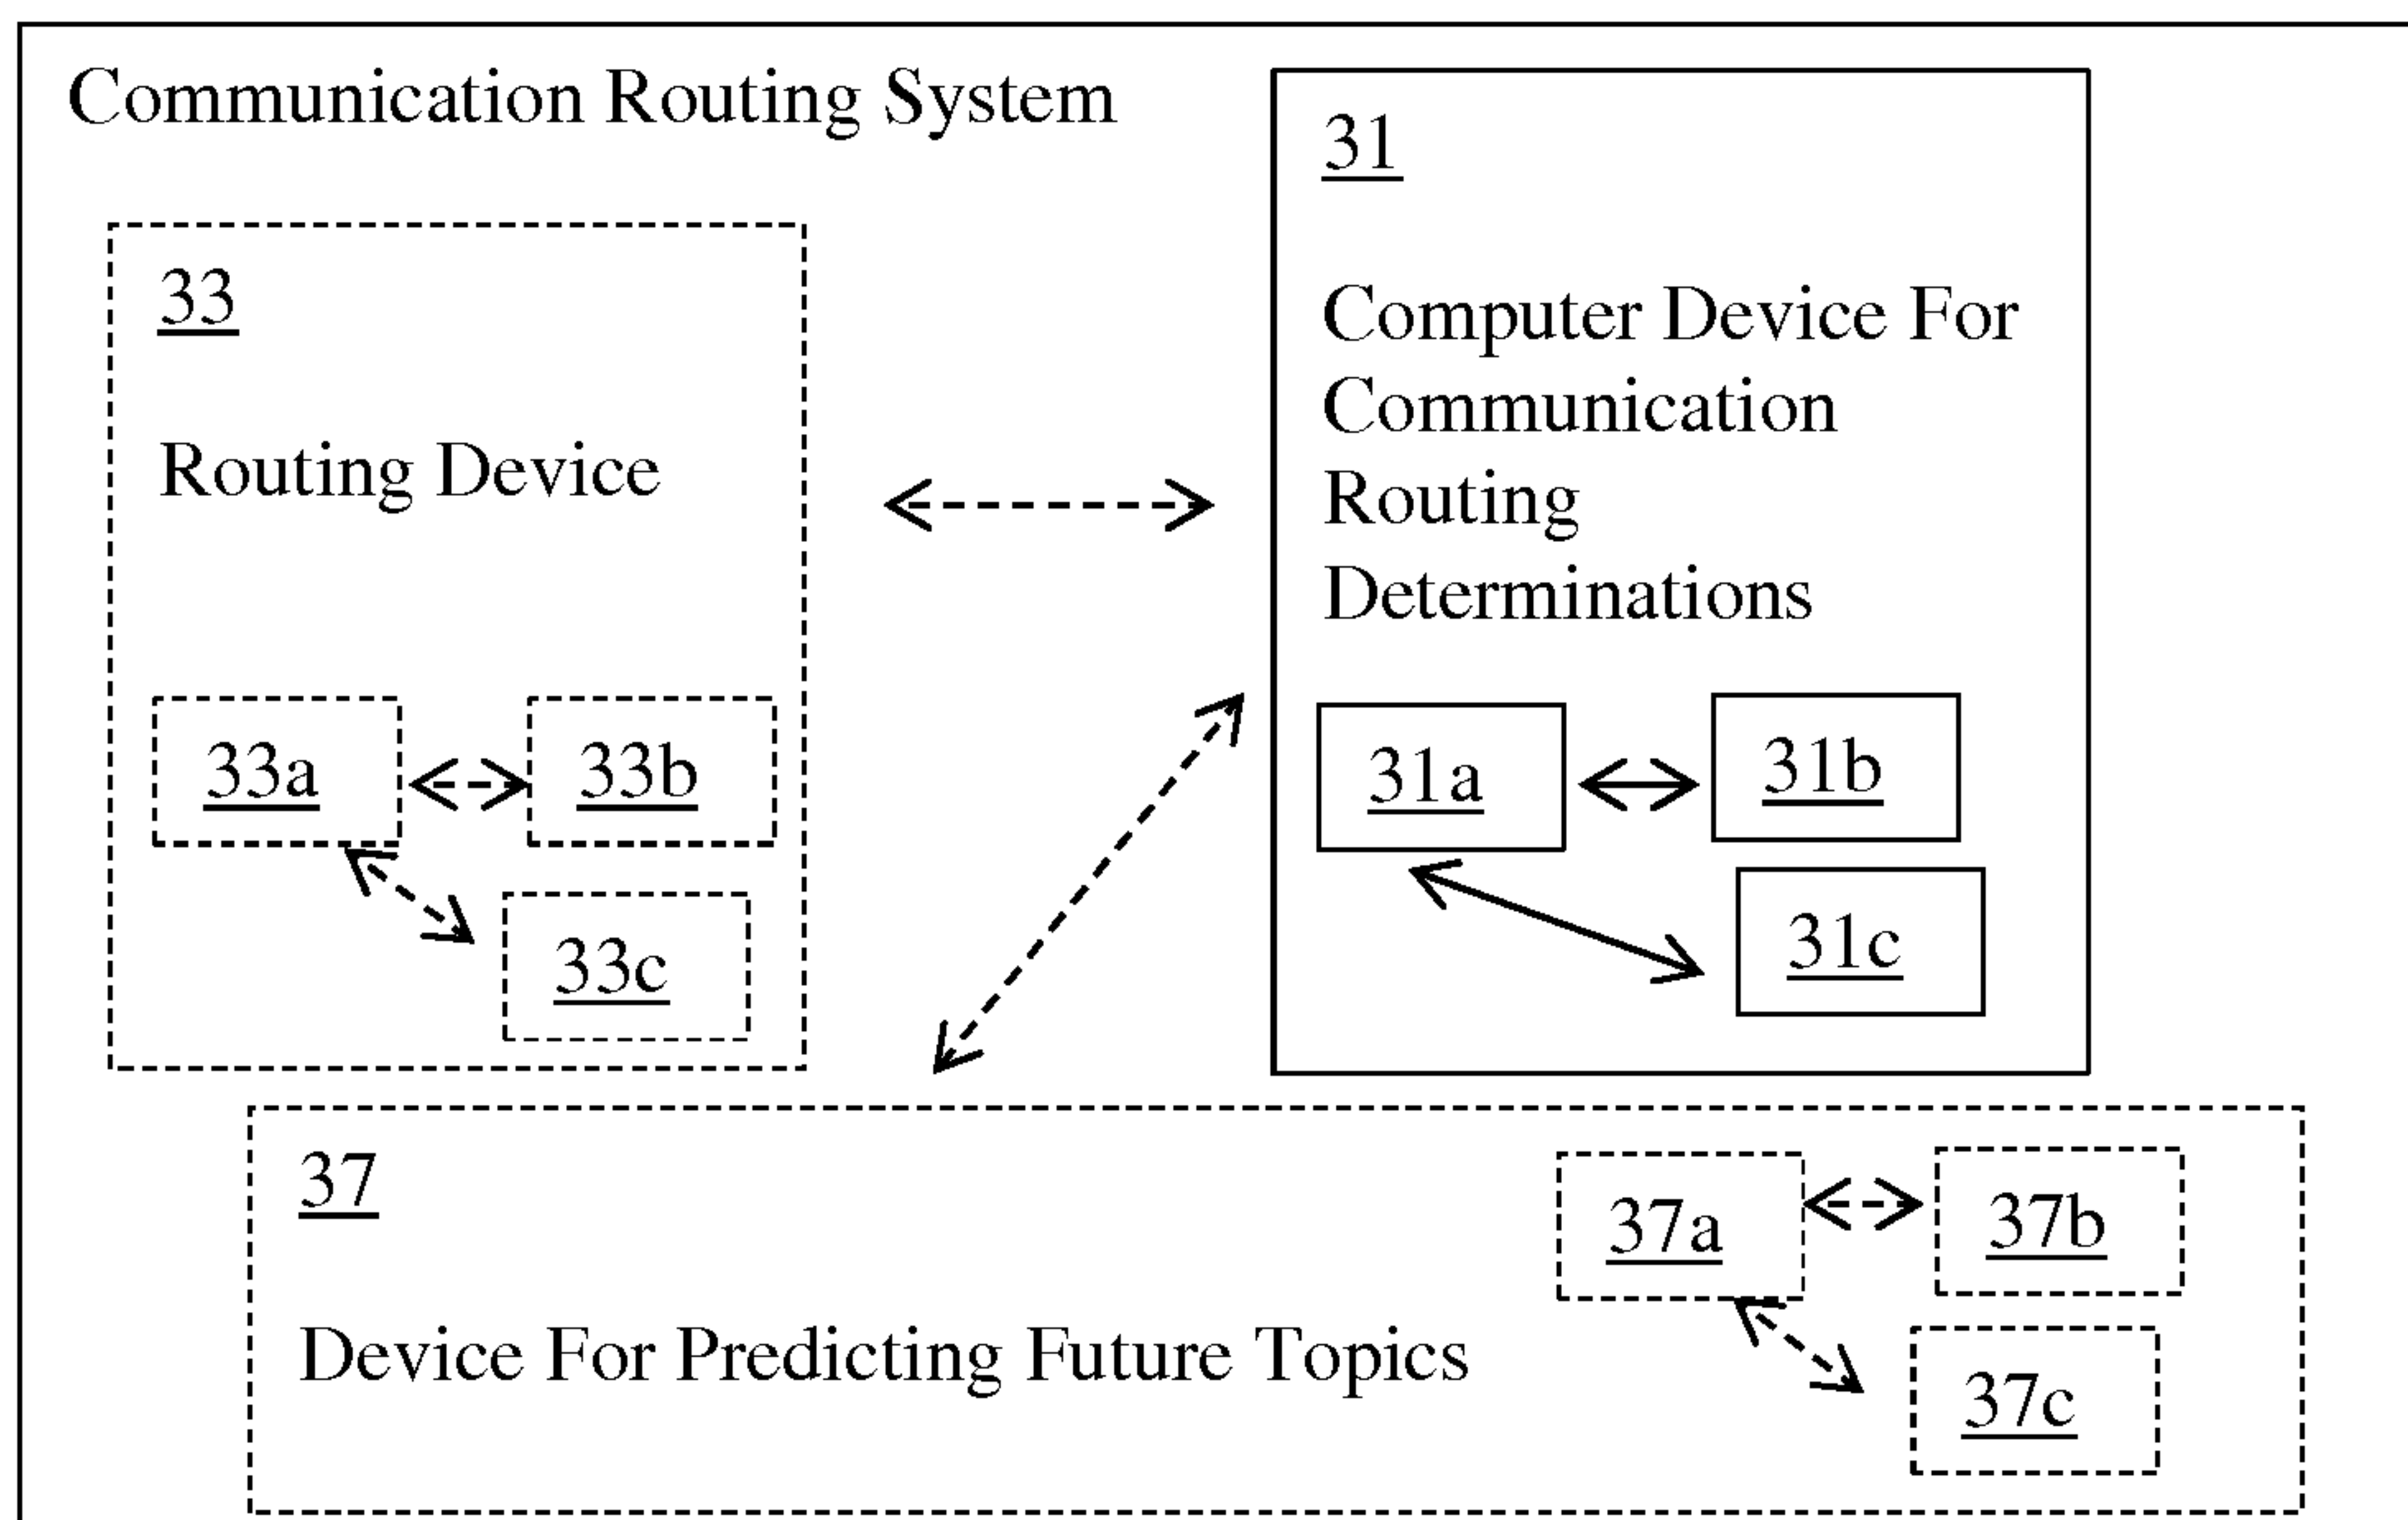 Communication Routing System
33
Routing Device
33a
33b
33c
31
Computer Device For
Communication
Routing
Determinations
31a
31b
31c
37
Device For Predicting Future Topics
37a
37b
37c